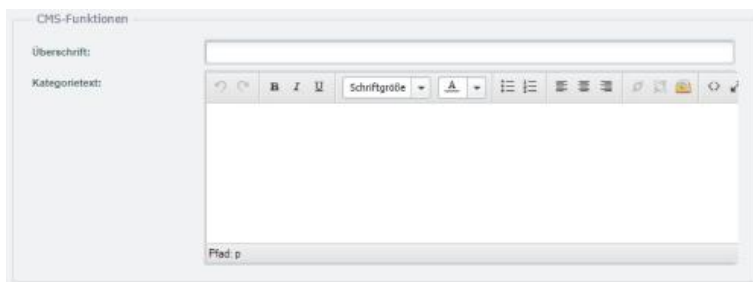 CMS-Funktionen
Überschrift:
Kategorietext:
B I U Schriftgröße A
Pfad: p